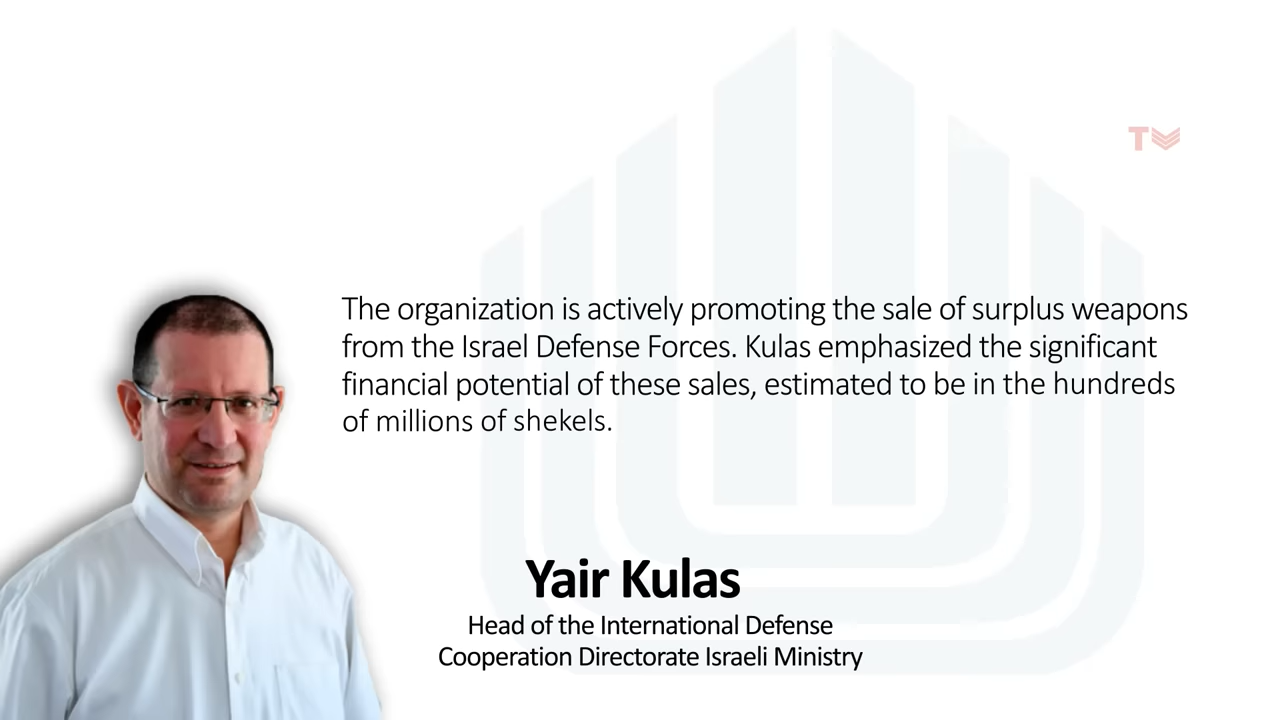 T
The organization is actively promoting the sale of surplus weapons
from the Israel Defense Forces. Kulas emphasized the significant
financial potential of these sales, estimated to be in the hundreds
of millions of shekels.
Yair Kulas
Head of the International Defense
Cooperation Directorate Israeli Ministry